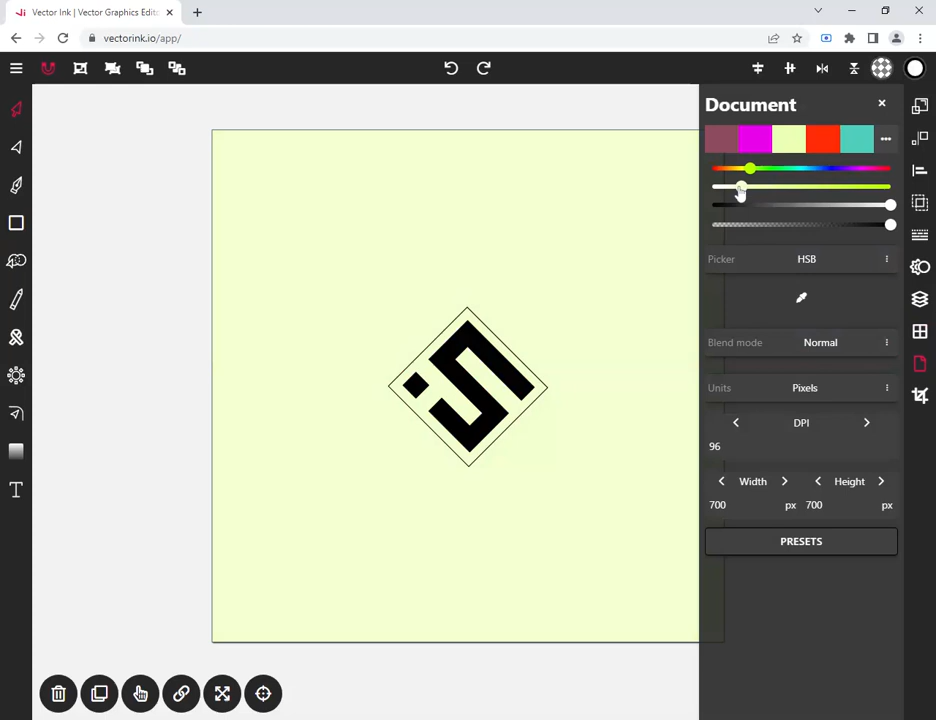 Vector Ink | Vector Graphics Edit
vectorink.io/app/
Document
Picker HSB
Blend mode Normal
Units Pixels
DPI
96
Width Height
700 px 700 px
PRESETS
T